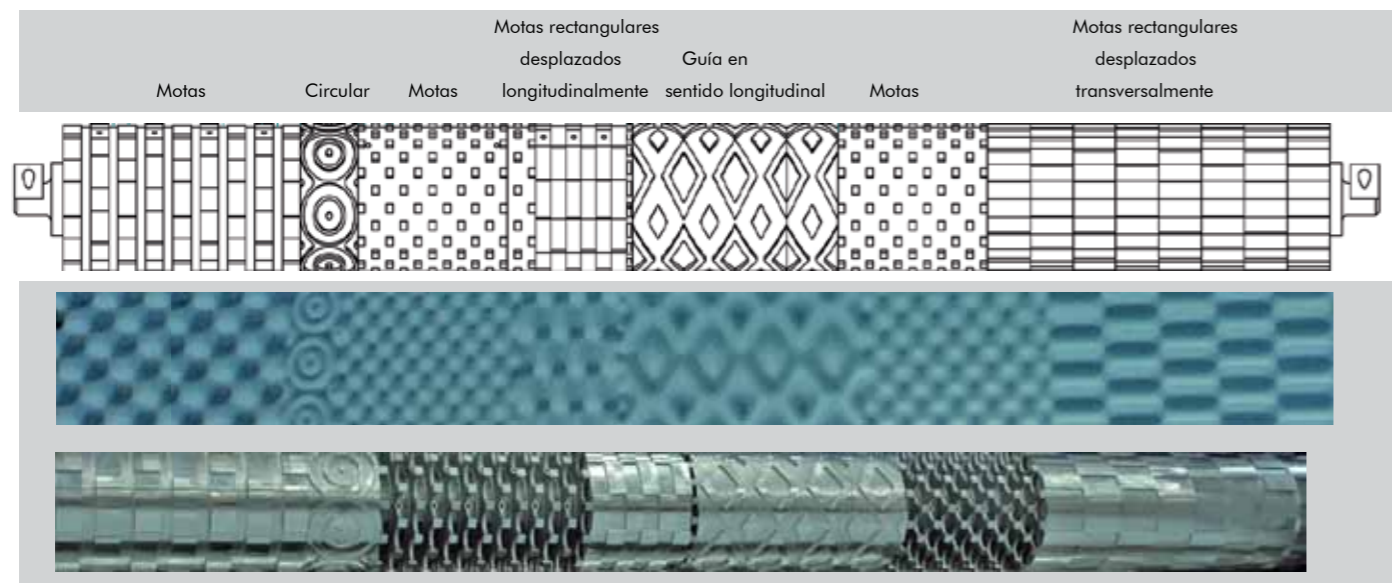 Motas
Circular
Motas
Motas rectangulares
desplazados
longitudinalmente
Guía en
sentido longitudinal
Motas
Motas rectangulares
desplazados
transversalmente